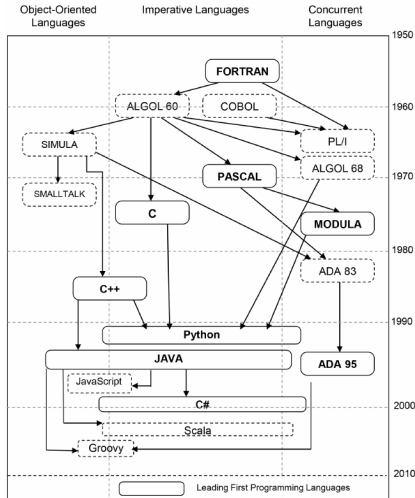 Object-Oriented
Languages
Imperative Languages
Concurrent
Languages
1950
FORTRAN
ALGOL 60
COBOL
1960
SIMULA
PL/I
PASCAL
ALGOL 68
1970
SMALLTALK
C
MODULA
1980
ADA 83
C++
1990
Python
JAVA
ADA 95
JavaScript
C#
2000
Scala
Groovy
2010
Leading First Programming Languages